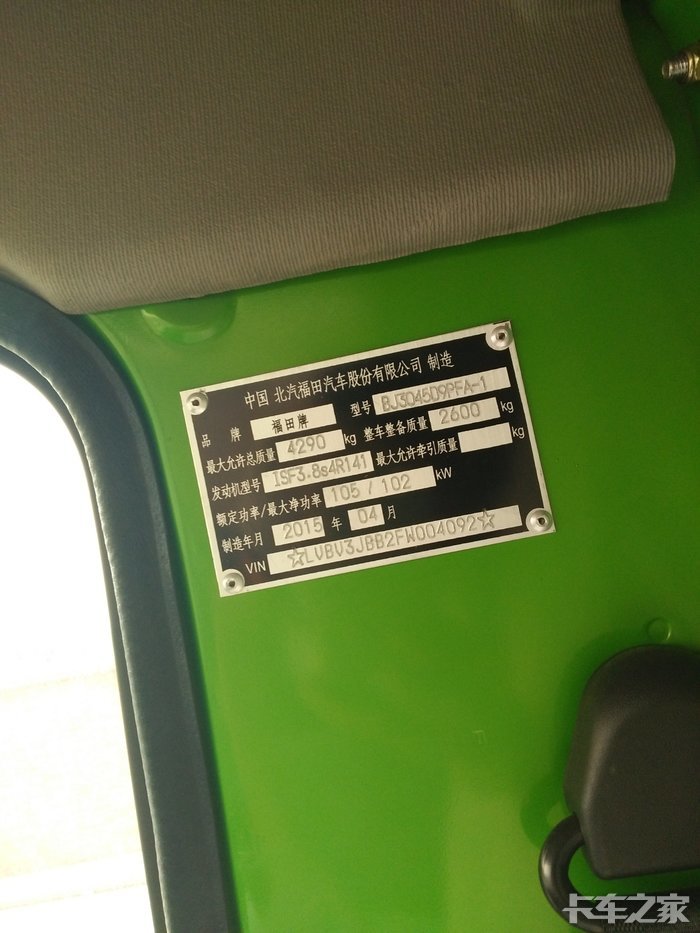 中国 北汽福田汽车股份有限公司 制造
品 牌 福田牌 型号 BJ3045D9PFA-1
最大允许总质量 4290 kg 整车整备质量 2600 kg
发动机型号 ISF3.8s4R141 最大允许牵引质量 kg
额定功率/最大净功率 105 / 102 kW
制造年月 2015 年 04 月
VIN ☆LVBV3JBB2FW004092☆
卡车之家